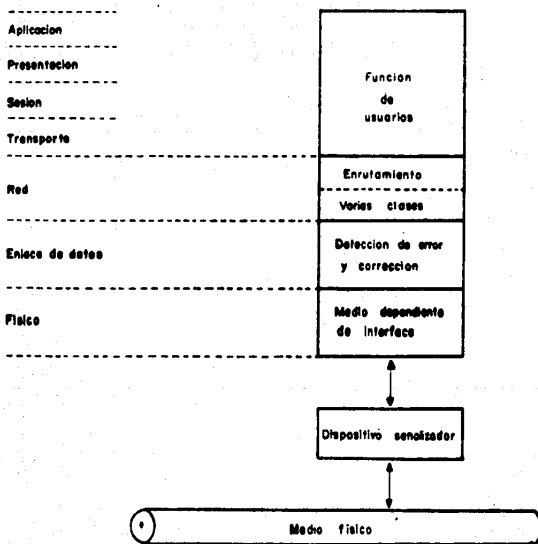 Aplicacion
Presentacion
Sesion
Transporte
Red
Enlace de datos
Fisico
Funcion
de
usuarios
Enrutamiento
Varias clases
Deteccion de error
y correccion
Medio dependiente
de interface
Dispositivo senalizador
Medio fisico